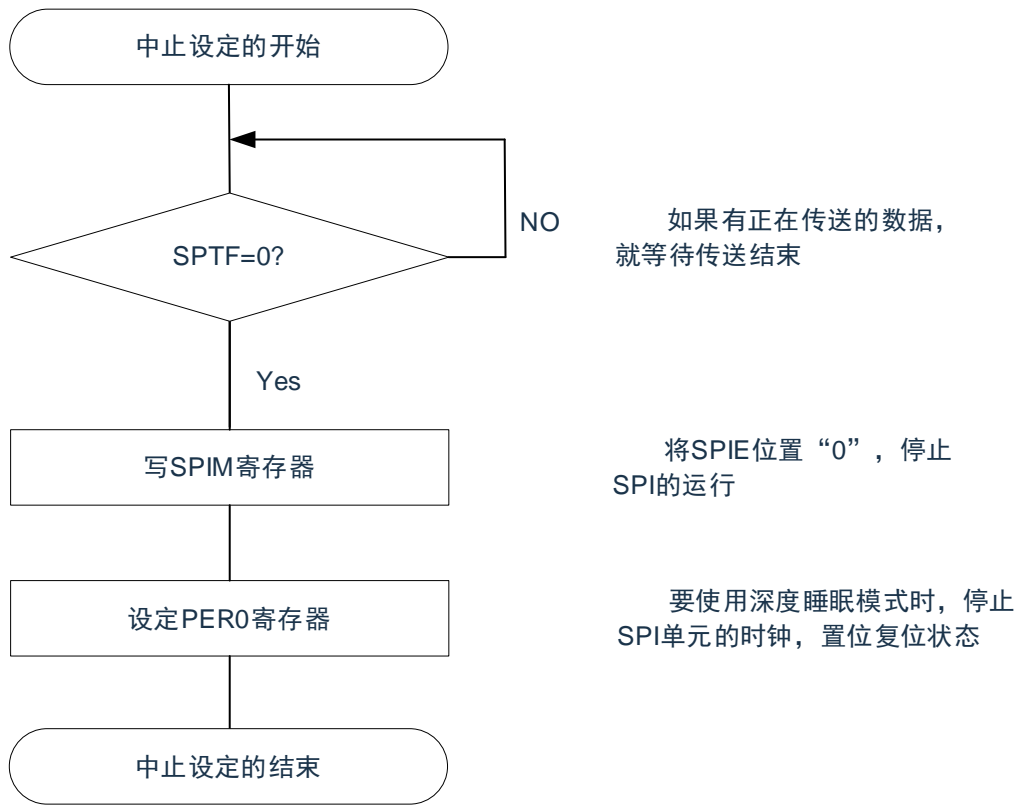 中止设定的开始
NO
如果有正在传送的数据，
就等待传送结束
SPTF=0?
Yes
写SPIM寄存器
将SPIE位置“0”，停止
SPI的运行
设定PER0寄存器
要使用深度睡眠模式时，停止
SPI单元的时钟，置位复位状态
中止设定的结束